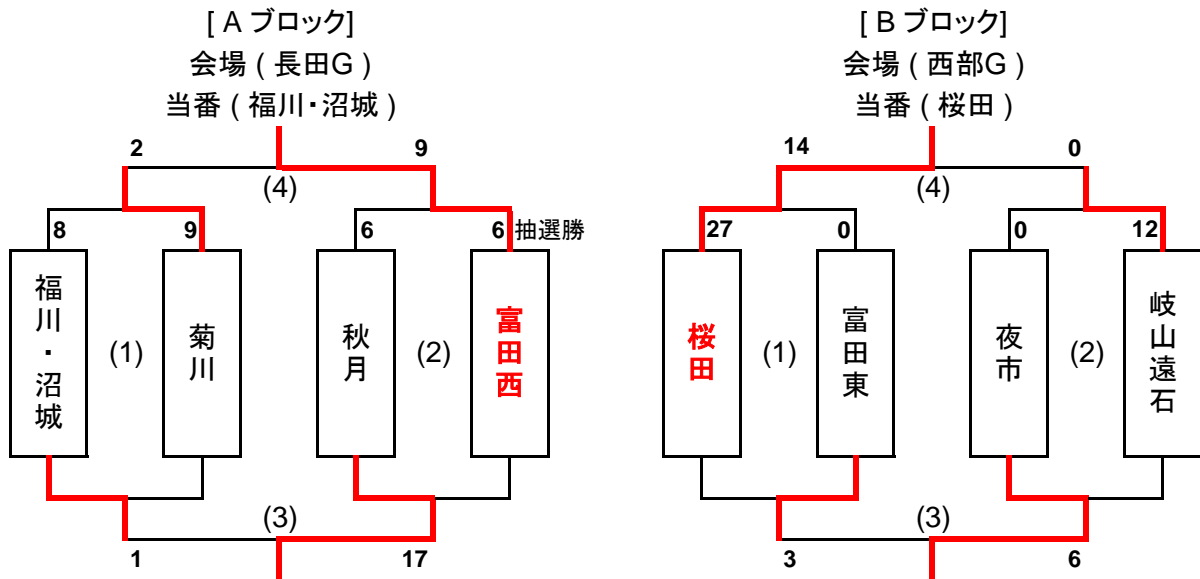 [ A ブロック]
会場 ( 長田G )
当番 ( 福川・沼城 )
2
9
(4)
8
9
6
6
抽選勝
福川・沼城
(1)
菊川
秋月
(2)
富田西
(3)
1
17
[ B ブロック]
会場 ( 西部G )
当番 ( 桜田 )
14
0
(4)
27
0
0
12
桜田
(1)
富田東
夜市
(2)
岐山遠石
(3)
3
6